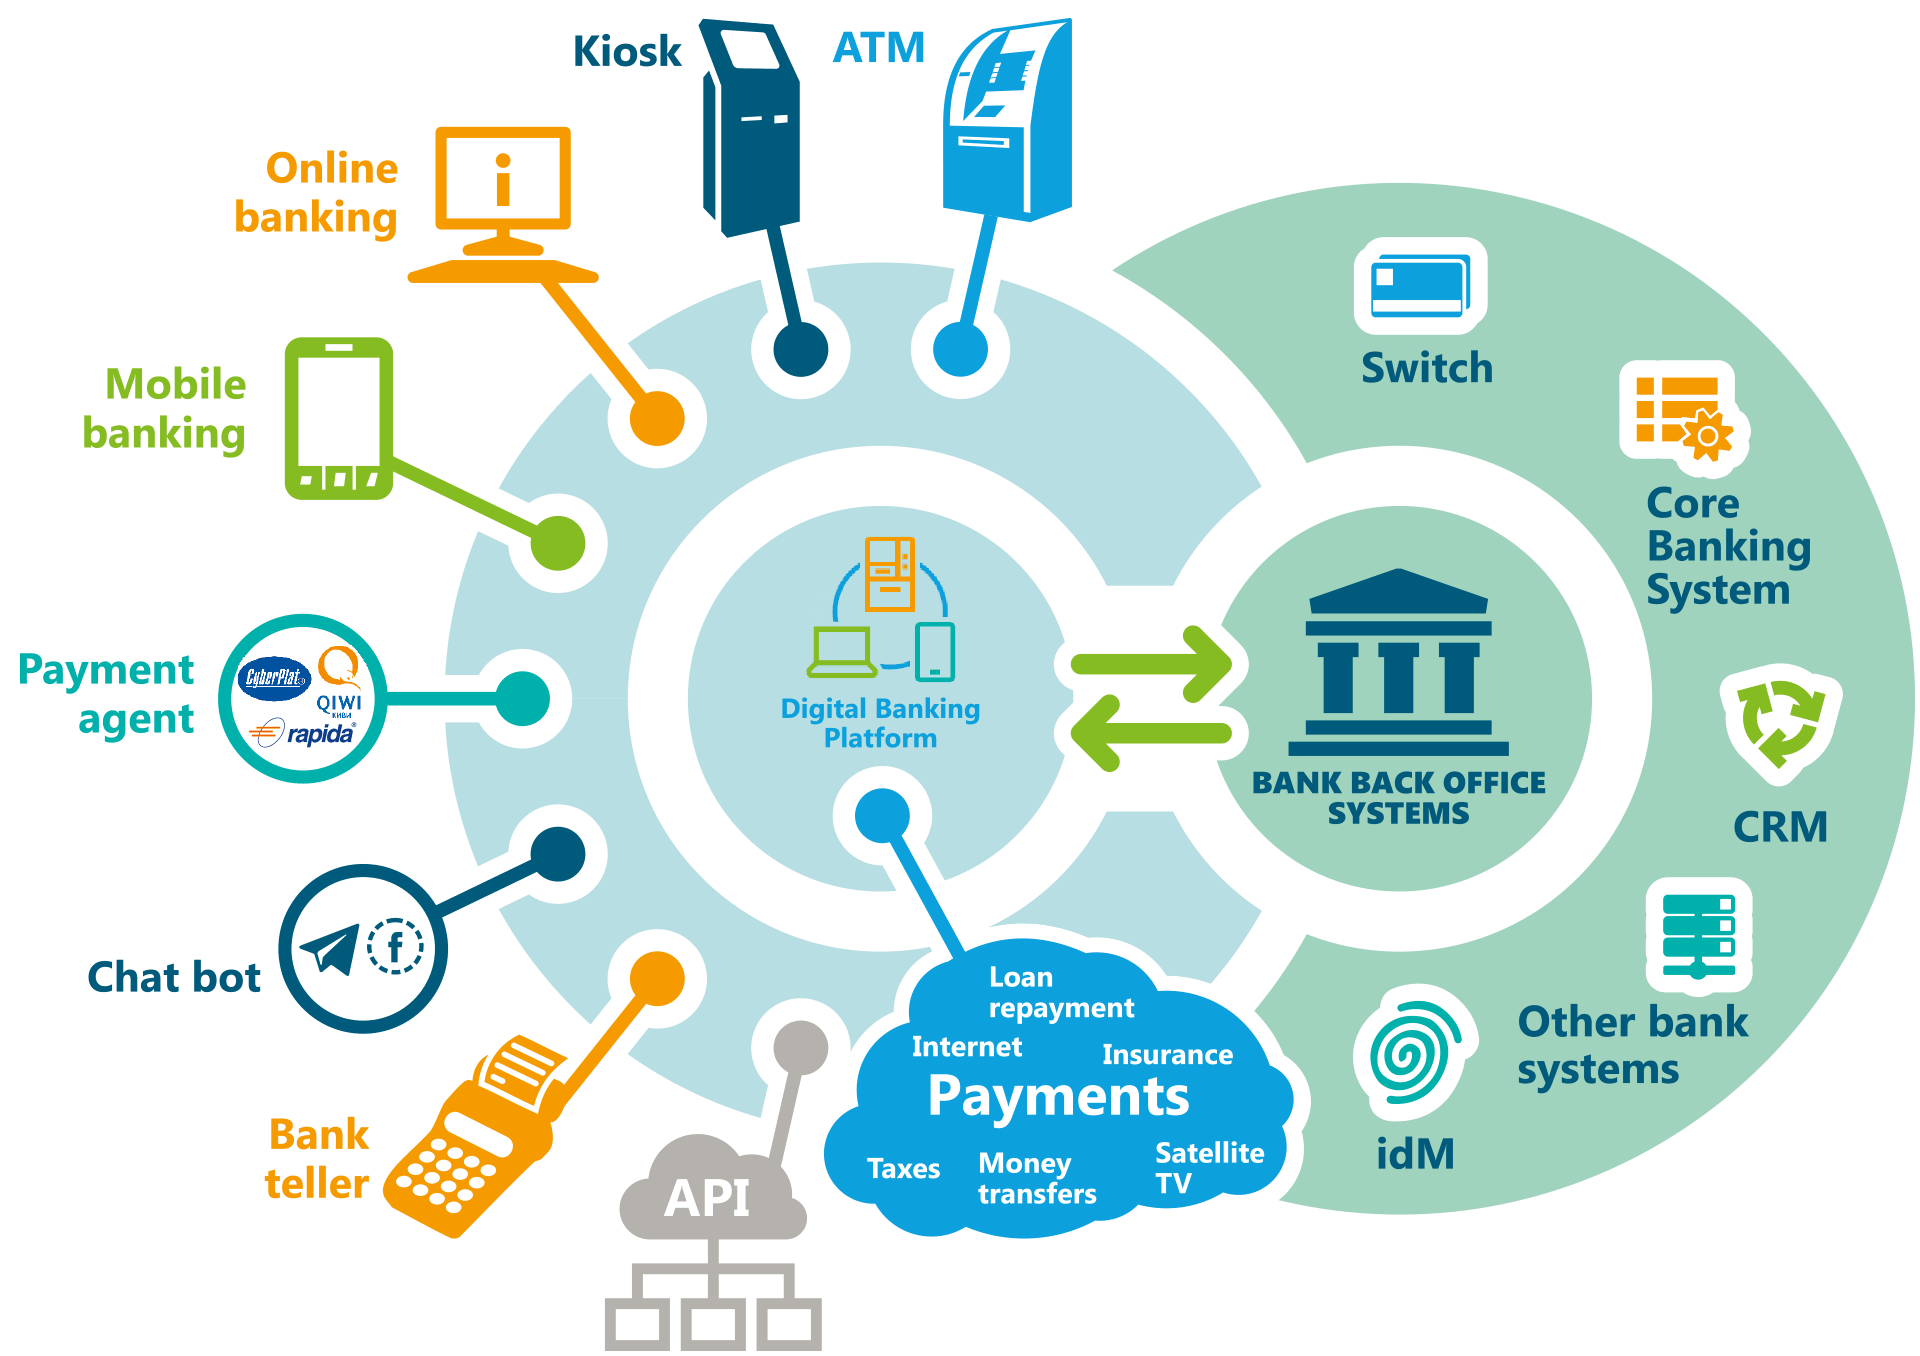 Kiosk
ATM
Online
banking
Mobile
banking
Payment
agent
CyberPlat
QIWI
КИВИ
rapida®
Chat bot
f
Bank
teller
API
i
Digital Banking
Platform
BANK BACK OFFICE
SYSTEMS
Switch
Core
Banking
System
CRM
Other bank
systems
idM
Loan
repayment
Internet
Insurance
Payments
Taxes
Money
transfers
Satellite
TV